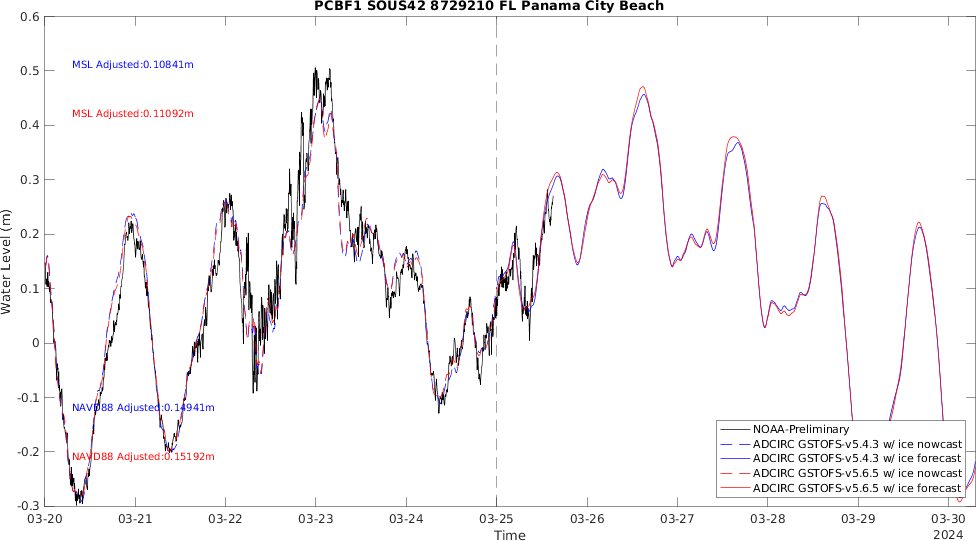 PCBF1 SOUS42 8729210 FL Panama City Beach
Water Level (m)
0.6
0.5
0.4
0.3
0.2
0.1
0
-0.1
-0.2
-0.3
MSL Adjusted:0.10841m
MSL Adjusted:0.11092m
NAVD88 Adjusted:0.14941m
NAVD88 Adjusted:0.15192m
NOAA-Preliminary
ADCIRC GSTOFS-v5.4.3 w/ ice nowcast
ADCIRC GSTOFS-v5.4.3 w/ ice forecast
ADCIRC GSTOFS-v5.6.5 w/ ice nowcast
ADCIRC GSTOFS-v5.6.5 w/ ice forecast
03-20 03-21 03-22 03-23 03-24 03-25 03-26 03-27 03-28 03-29 03-30
Time
2024